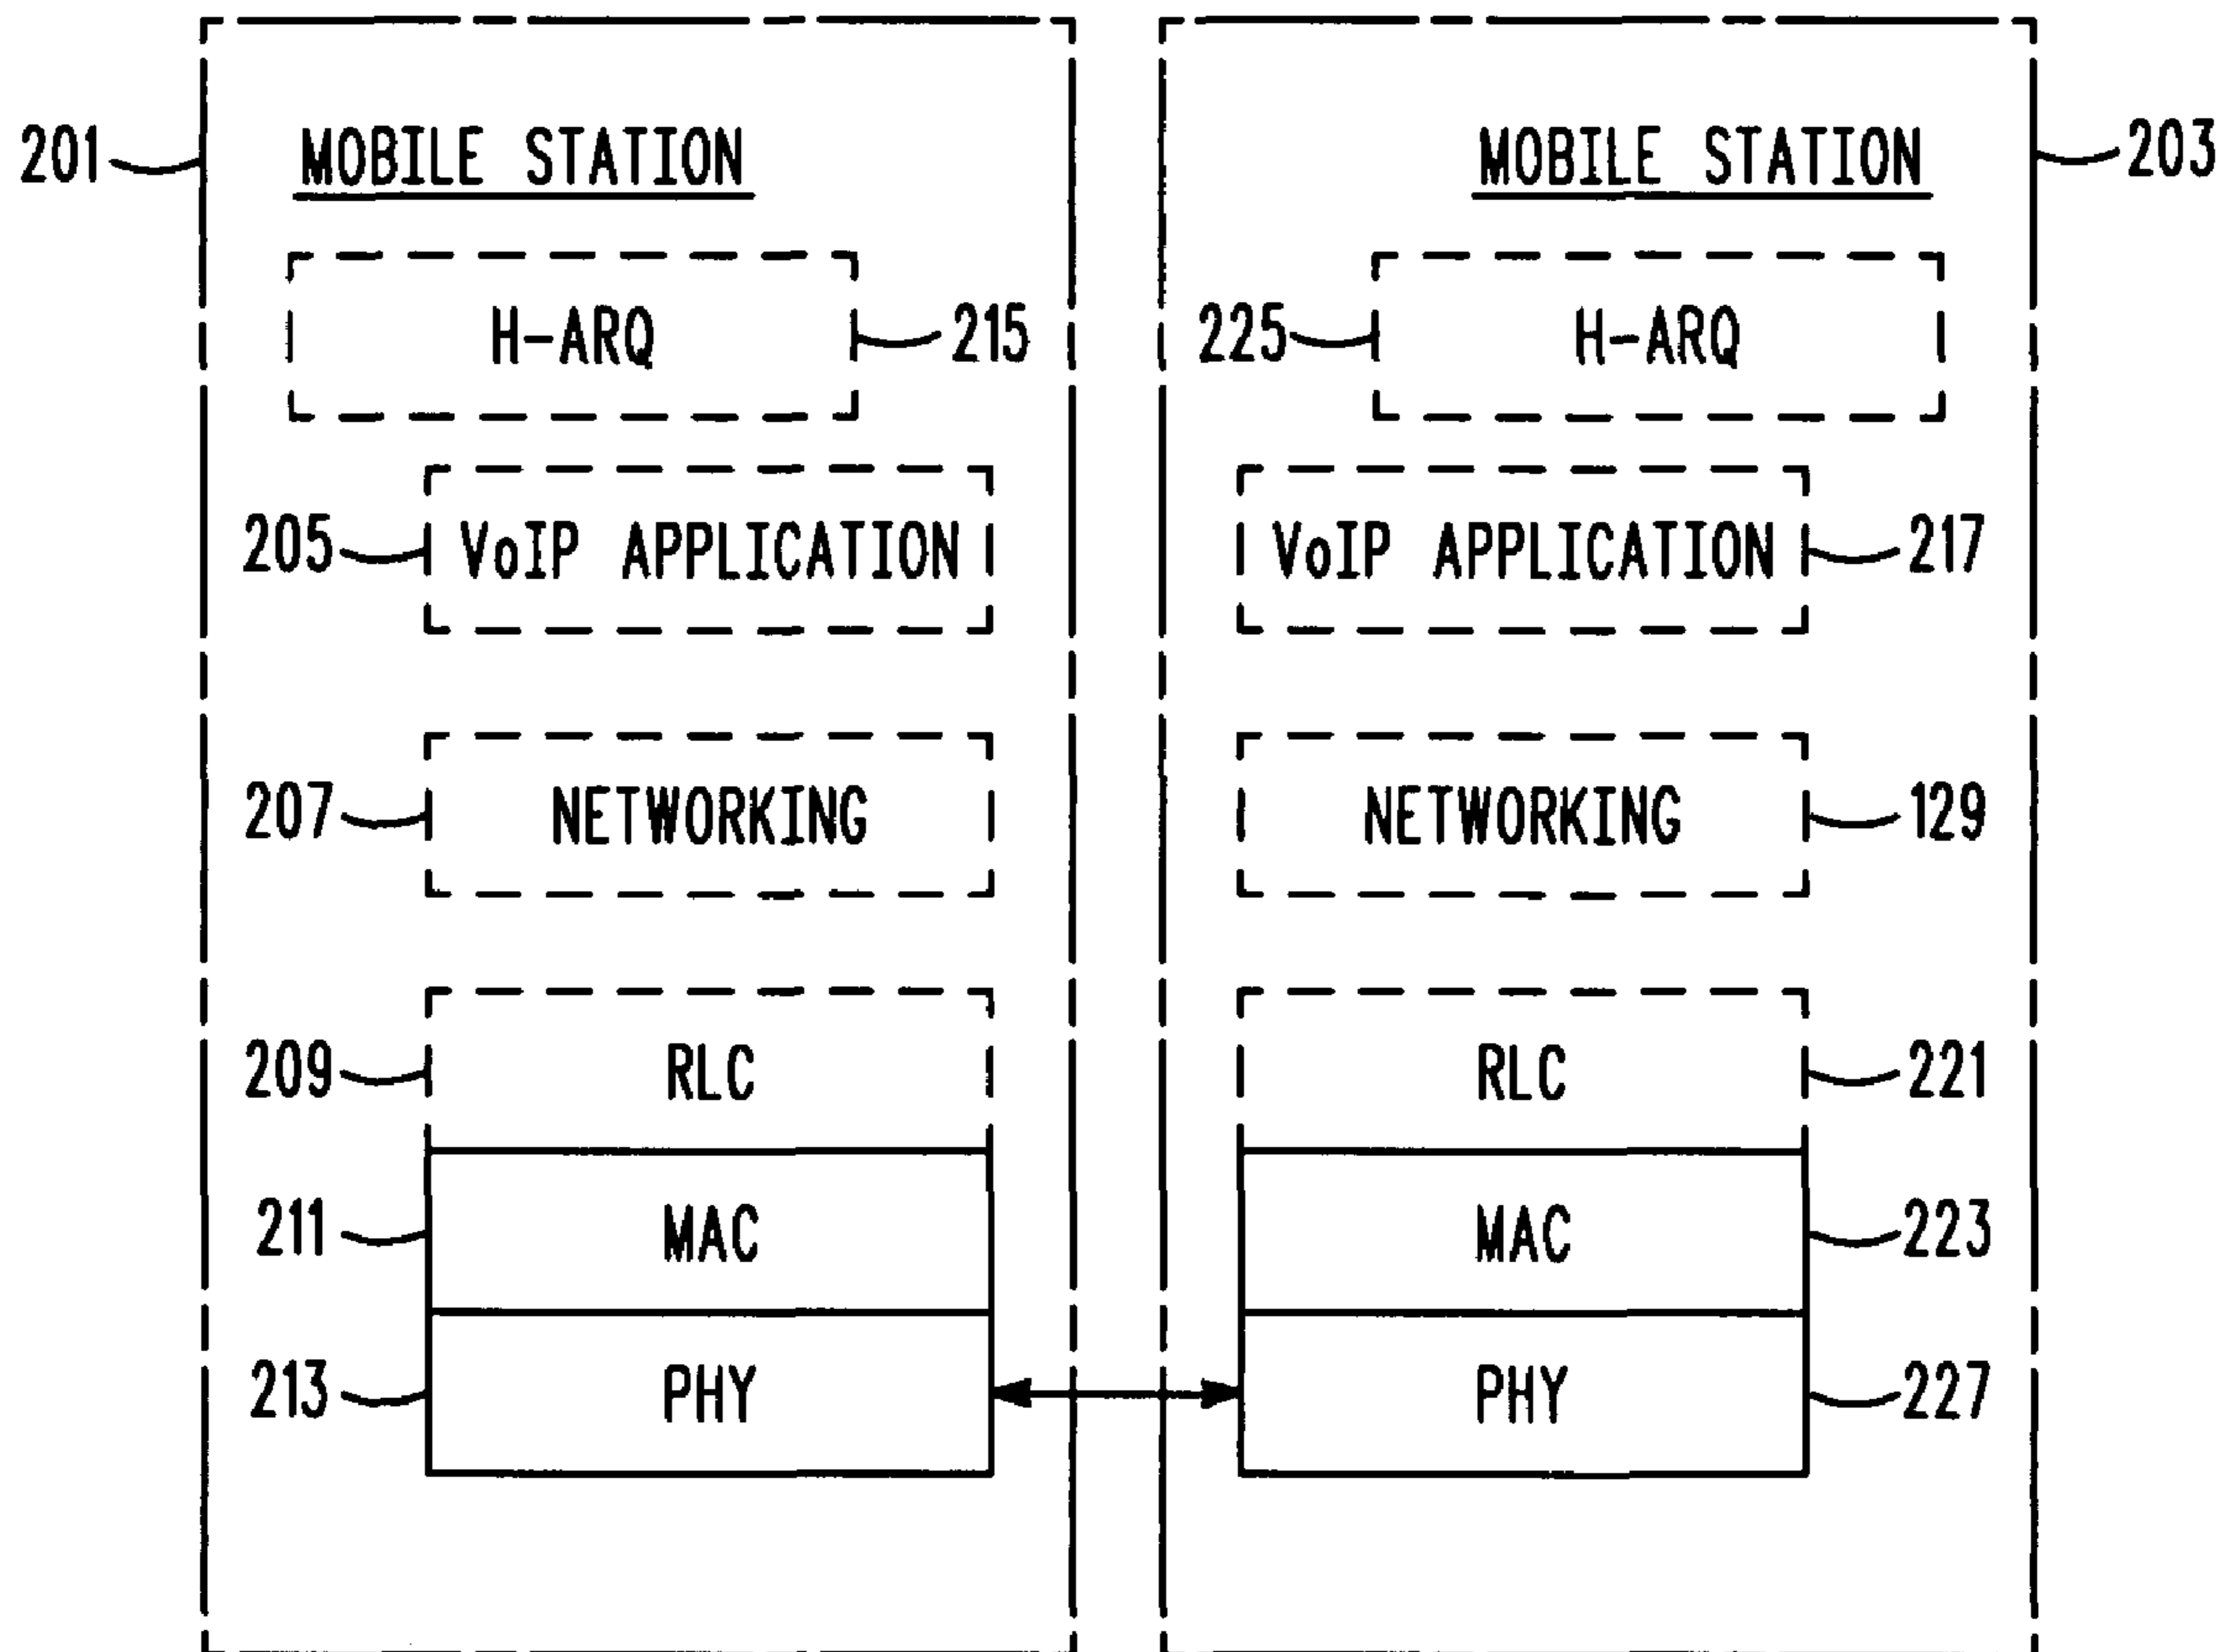 201 MOBILE STATION MOBILE STATION 203
H-ARQ 215 225 H-ARQ
205 VoIP APPLICATION VoIP APPLICATION 217
207 NETWORKING NETWORKING 129
209 RLC RLC 221
211 MAC MAC 223
213 PHY PHY 227